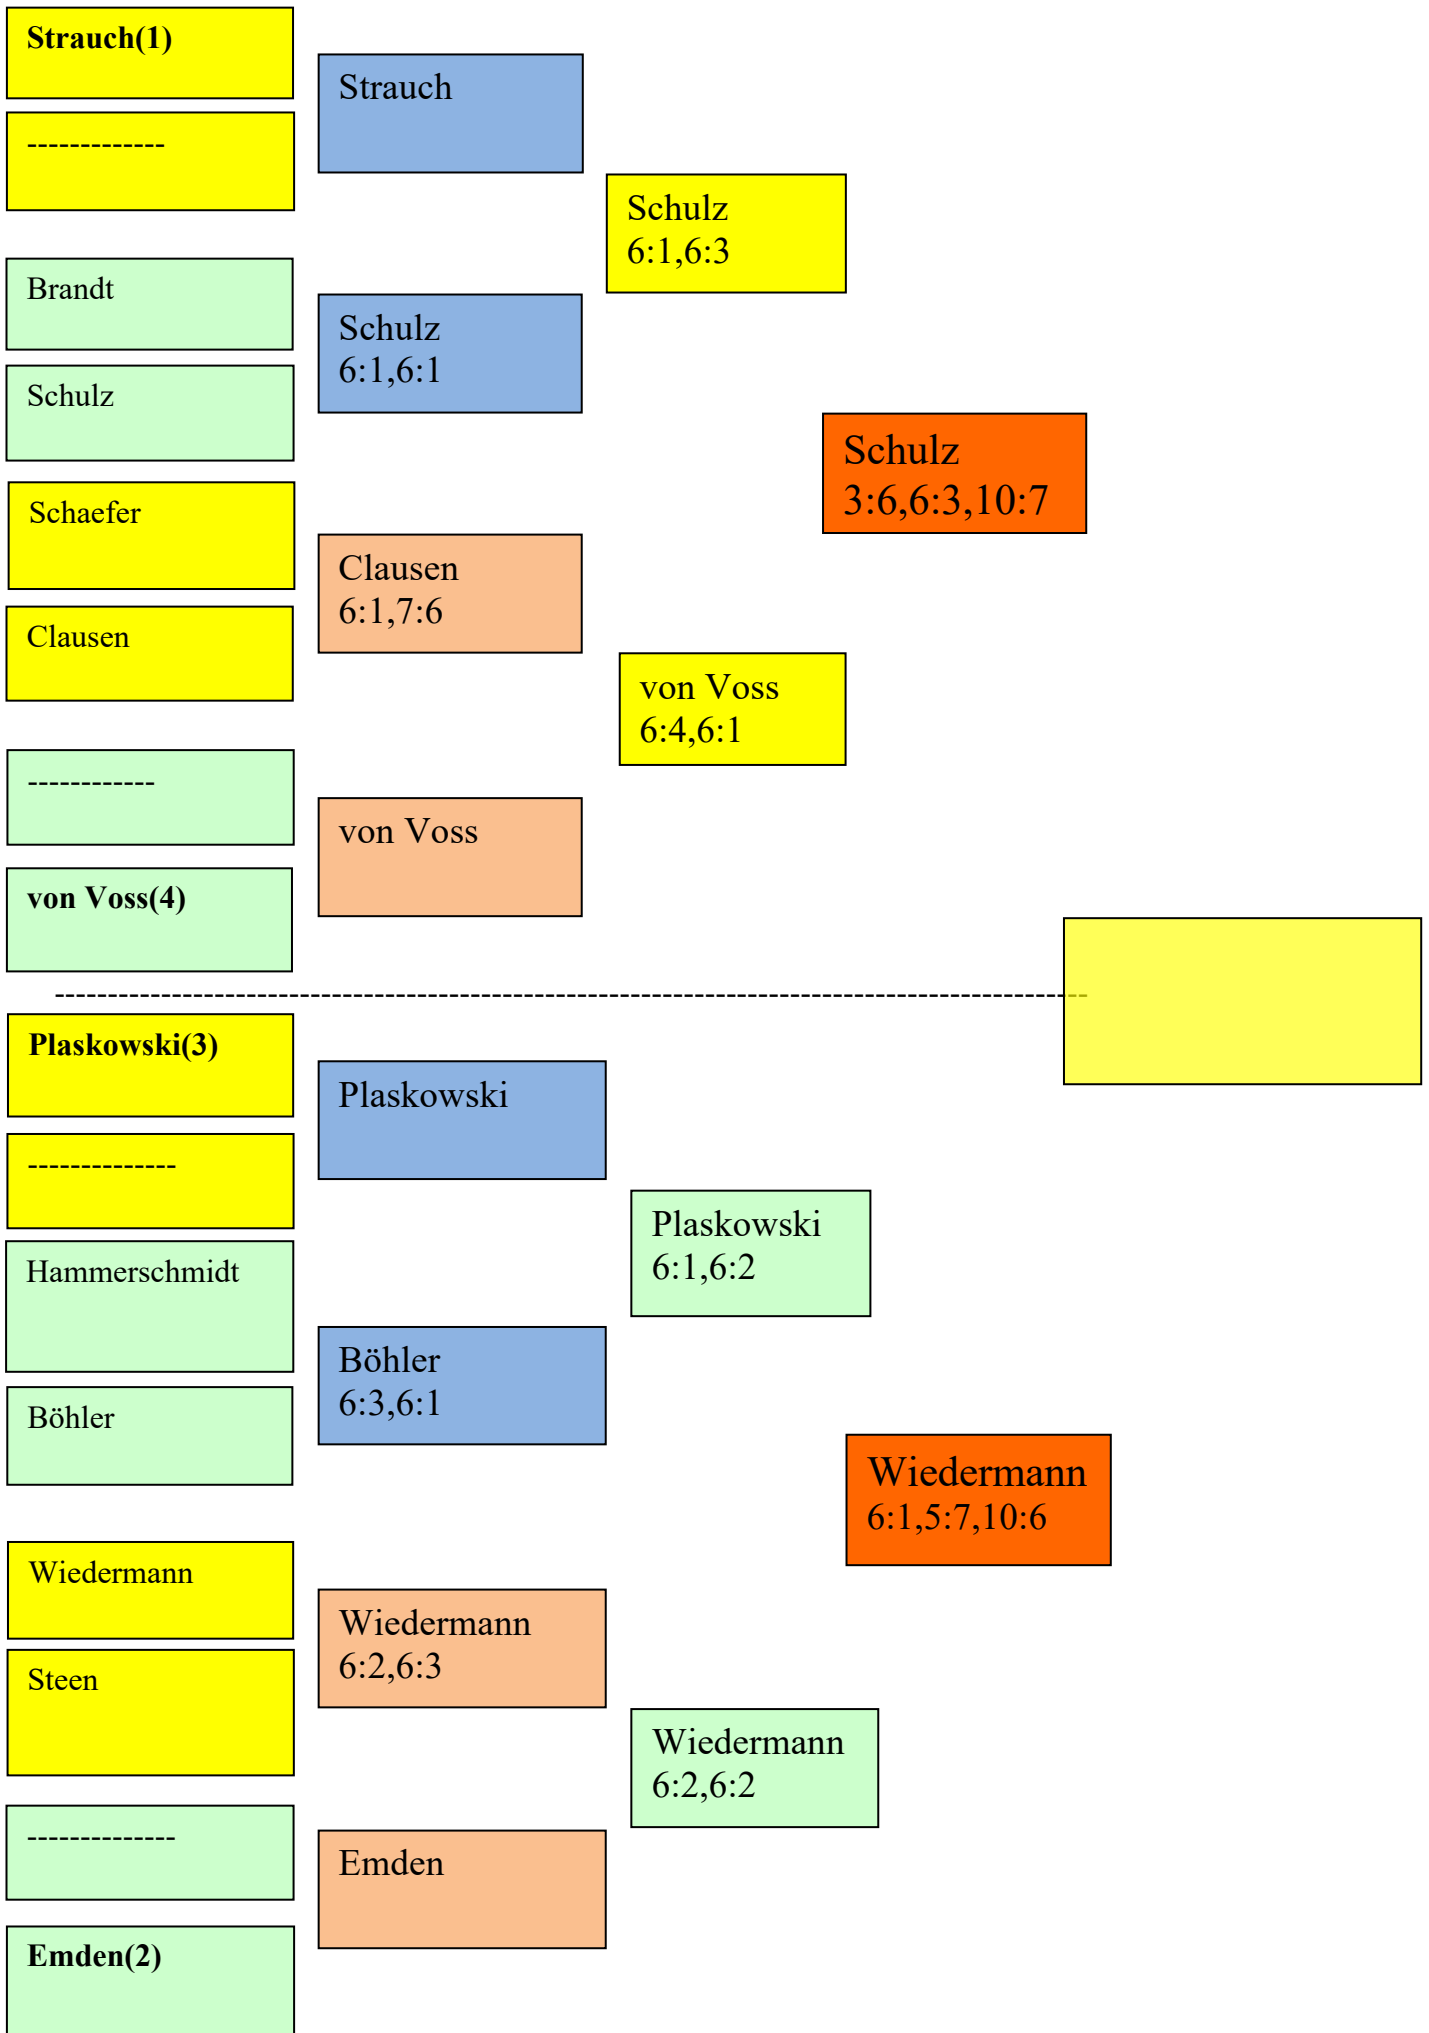 Strauch(1)
Strauch
-------------
Schulz
6:1,6:3
Brandt
Schulz
6:1,6:1
Schulz
Schulz
3:6,6:3,10:7
Schaefer
Clausen
6:1,7:6
Clausen
von Voss
6:4,6:1
------------
von Voss
von Voss(4)
Plaskowski(3)
Plaskowski
--------------
Plaskowski
6:1,6:2
Hammerschmidt
Böhler
6:3,6:1
Böhler
Wiedermann
6:1,5:7,10:6
Wiedermann
Wiedermann
6:2,6:3
Steen
Wiedermann
6:2,6:2
--------------
Emden
Emden(2)